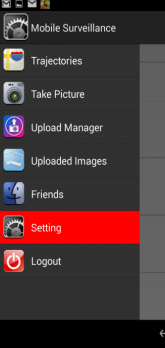 Mobile Surveillance
Trajectories
Take Picture
Upload Manager
Uploaded Images
Friends
Setting
Logout